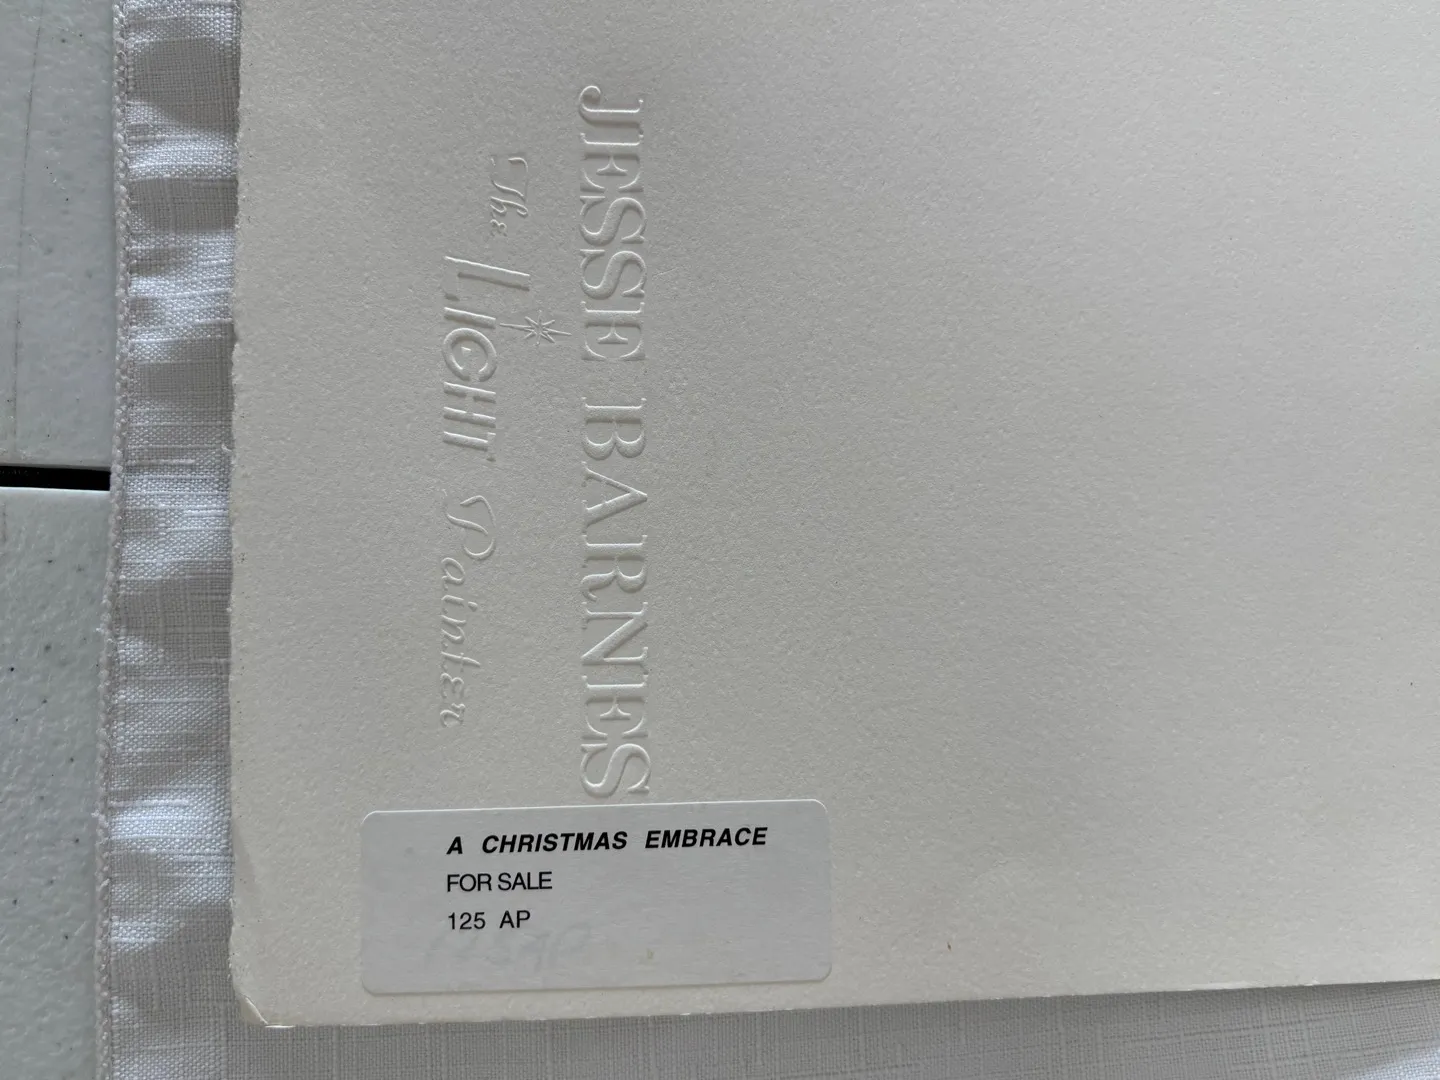 JESSE BARNES
The LIGHT Painter
A CHRISTMAS EMBRACE
FOR SALE
125 AP